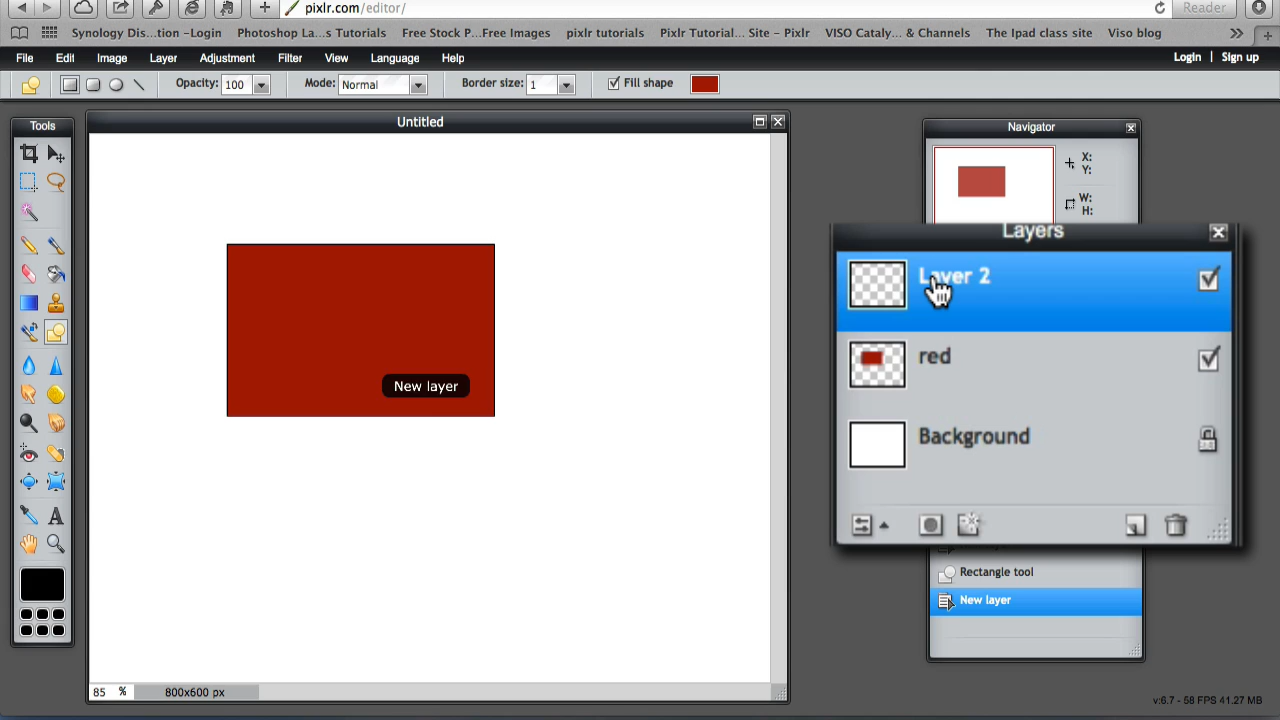 pixlr.com/editor/
Reader
Synology Dis...tion -Login Photoshop La...s Tutorials Free Stock P...Free Images pixlr tutorials Pixlr Tutorial... Site - Pixlr VISO Cataly... & Channels The Ipad class site Viso blog
File Edit Image Layer Adjustment Filter View Language Help Login Sign up
Opacity: 100 Mode: Normal Border size: 1 Fill shape
Tools
Untitled
Navigator
X:
Y:
W:
H:
Layers
Layer 2
red
Background
New layer
Rectangle tool
New layer
85 % 800x600 px
v:6.7 - 58 FPS 41.27 MB